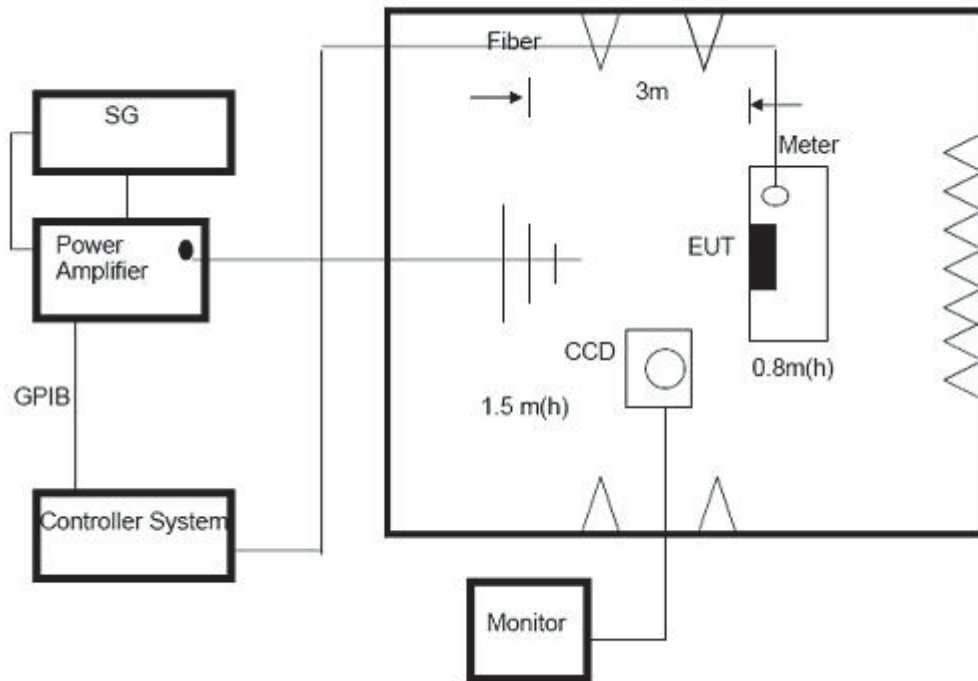 Fiber
3m
SG
Meter
Power
Amplifier
EUT
CCD
0.8m(h)
GPIB
1.5 m(h)
Controller System
Monitor